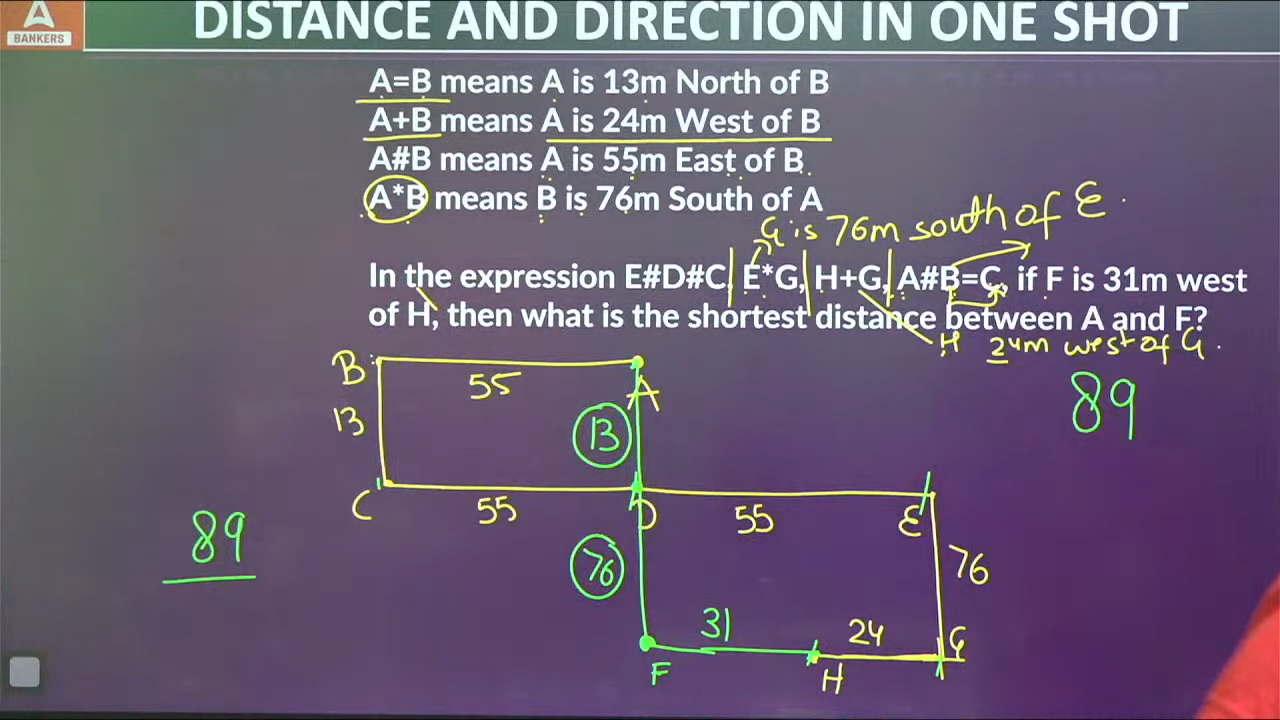 DISTANCE AND DIRECTION IN ONE SHOT
A
BANKERS
A=B means A is 13m North of B
A+B means A is 24m West of B
A#B means A is 55m East of B
A*B means B is 76m South of A
G is 76m south of E.
In the expression E#D#C, E*G, H+G, A#B=C, if F is 31m west
of H, then what is the shortest distance between A and F?
H 24m west of G.
B
55
A
89
13
13
C
55
D
55
E
89
76
76
31
24
G
F
H